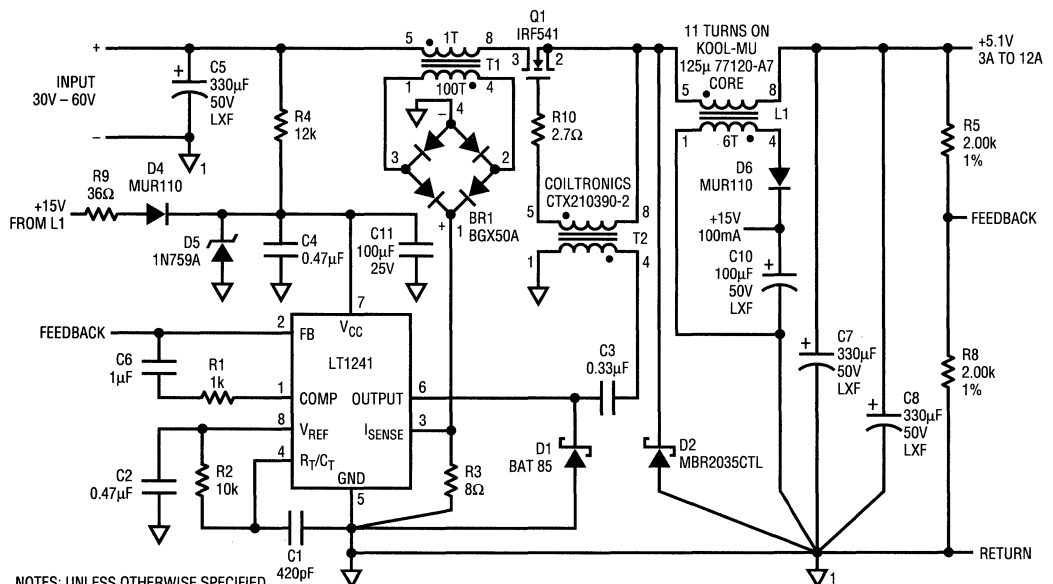 +
INPUT
30V – 60V
–
C5
330µF
50V
LXF
1
R4
12k
5
1T
8
T1
1
100T
4
Q1
IRF541
3
2
11 TURNS ON
KOOL-MU
125µ 77120-A7
CORE
5
8
L1
1
6T
4
+5.1V
3A TO 12A
R5
2.00k
1%
FEEDBACK
R8
2.00k
1%
RETURN
R10
2.7Ω
COILTRONICS
CTX210390-2
5
8
T2
1
4
D6
MUR110
+15V
100mA
+
C10
100µF
50V
LXF
– 4
3
2
+ 1
BR1
BGX50A
R9
36Ω
D4
MUR110
+15V
FROM L1
D5
1N759A
C4
0.47µF
C11
100µF
25V
7
VCC
LT1241
FEEDBACK
2
FB
C6
1µF
R1
1k
1
COMP
OUTPUT
6
8
VREF
ISENSE
3
4
RT/CT
GND
5
C2
0.47µF
R2
10k
C1
420pF
R3
8Ω
C3
0.33µF
D1
BAT 85
D2
MBR2035CTL
+
C7
330µF
50V
LXF
+
C8
330µF
50V
LXF
1
NOTES: UNLESS OTHERWISE SPECIFIED